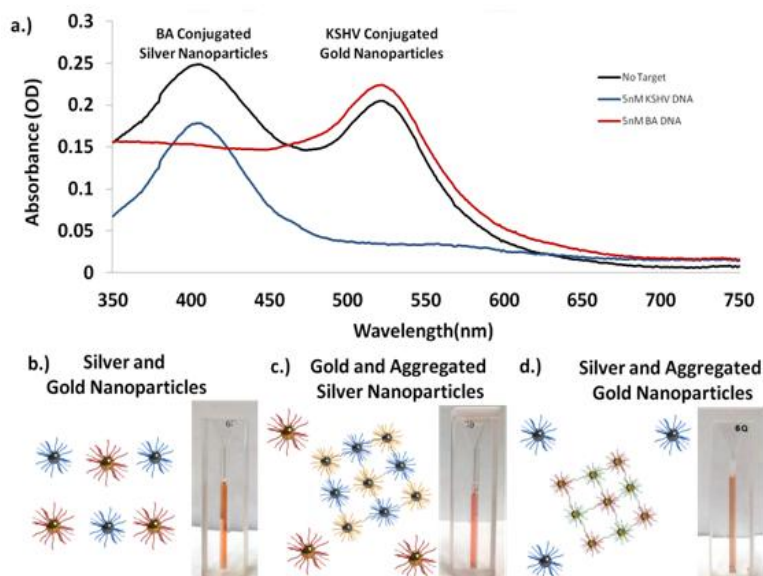 a.)
BA Conjugated
Silver Nanoparticles
KSHV Conjugated
Gold Nanoparticles
No Target
5nM KSHV DNA
5nM BA DNA
Absorbance (OD)
0.3
0.25
0.2
0.15
0.1
0.05
0
350
400
450
500
550
600
650
700
750
Wavelength(nm)
b.)
Silver and
Gold Nanoparticles
c.)
Gold and Aggregated
Silver Nanoparticles
d.)
Silver and Aggregated
Gold Nanoparticles
6Q